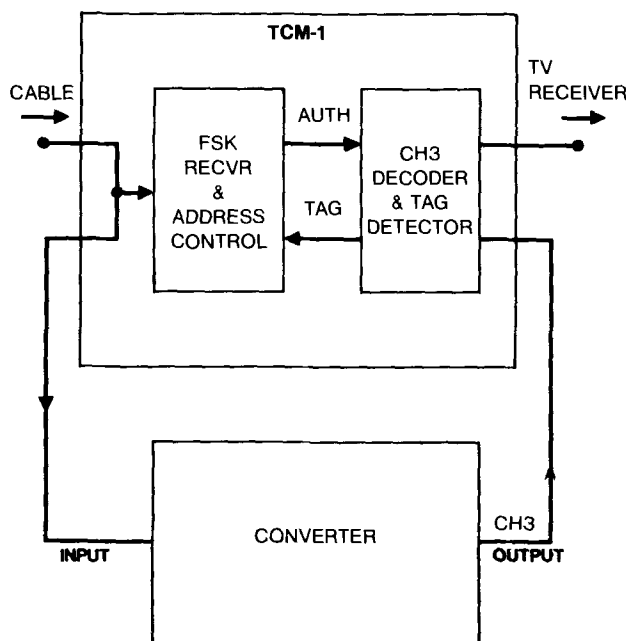 TCM-1
CABLE
TV
RECEIVER
FSK
RECVR
&
ADDRESS
CONTROL
AUTH
TAG
CH3
DECODER
& TAG
DETECTOR
CONVERTER
INPUT
CH3
OUTPUT